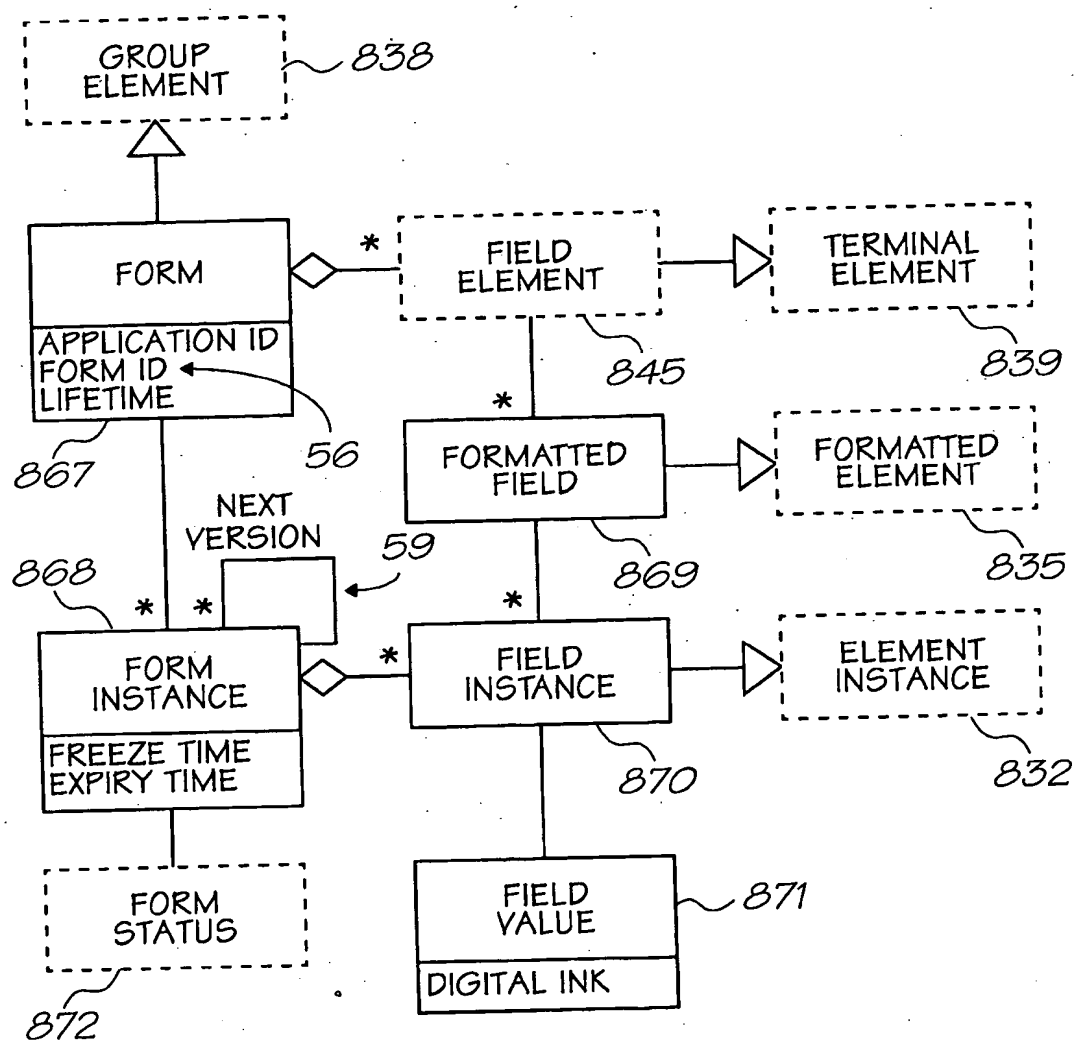 GROUP
ELEMENT
838
FORM
APPLICATION ID
FORM ID
LIFETIME
867
56
*
FIELD
ELEMENT
845
TERMINAL
ELEMENT
839
*
FORMATTED
FIELD
869
FORMATTED
ELEMENT
835
NEXT
VERSION
59
868
* *
FORM
INSTANCE
FREEZE TIME
EXPIRY TIME
*
*
FIELD
INSTANCE
870
ELEMENT
INSTANCE
832
FORM
STATUS
872
FIELD
VALUE
DIGITAL INK
871